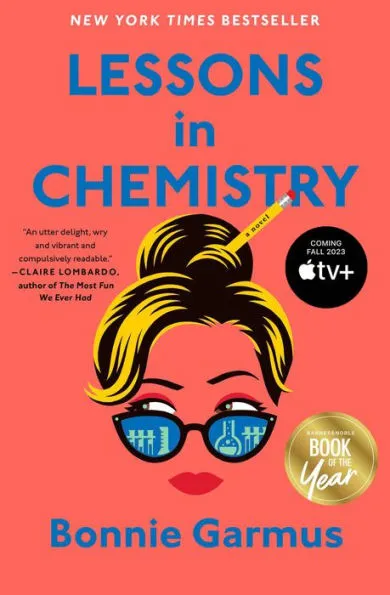 NEW YORK TIMES BESTSELLER
LESSONS
in
CHEMISTRY
a novel
"An utter delight, wry
and vibrant and
compulsively readable."
—CLAIRE LOMBARDO,
author of The Most Fun
We Ever Had
COMING
FALL 2023
tv+
BARNES & NOBLE
BOOK
OF THE
Year
Bonnie Garmus